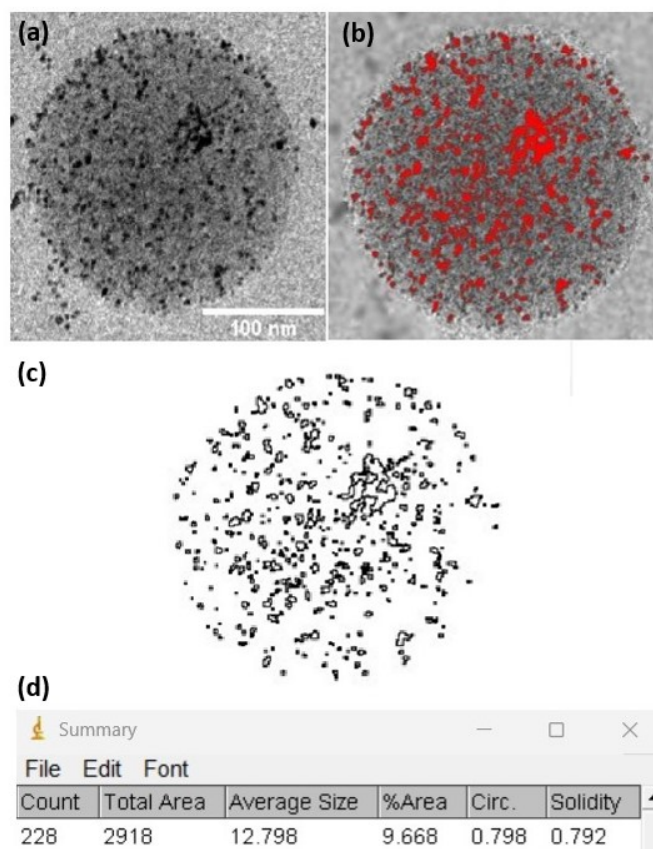 (a)
(b)
100 nm
(c)
(d)
Summary
File Edit Font
Count Total Area Average Size %Area Circ. Solidity
228 2918 12.798 9.668 0.798 0.792